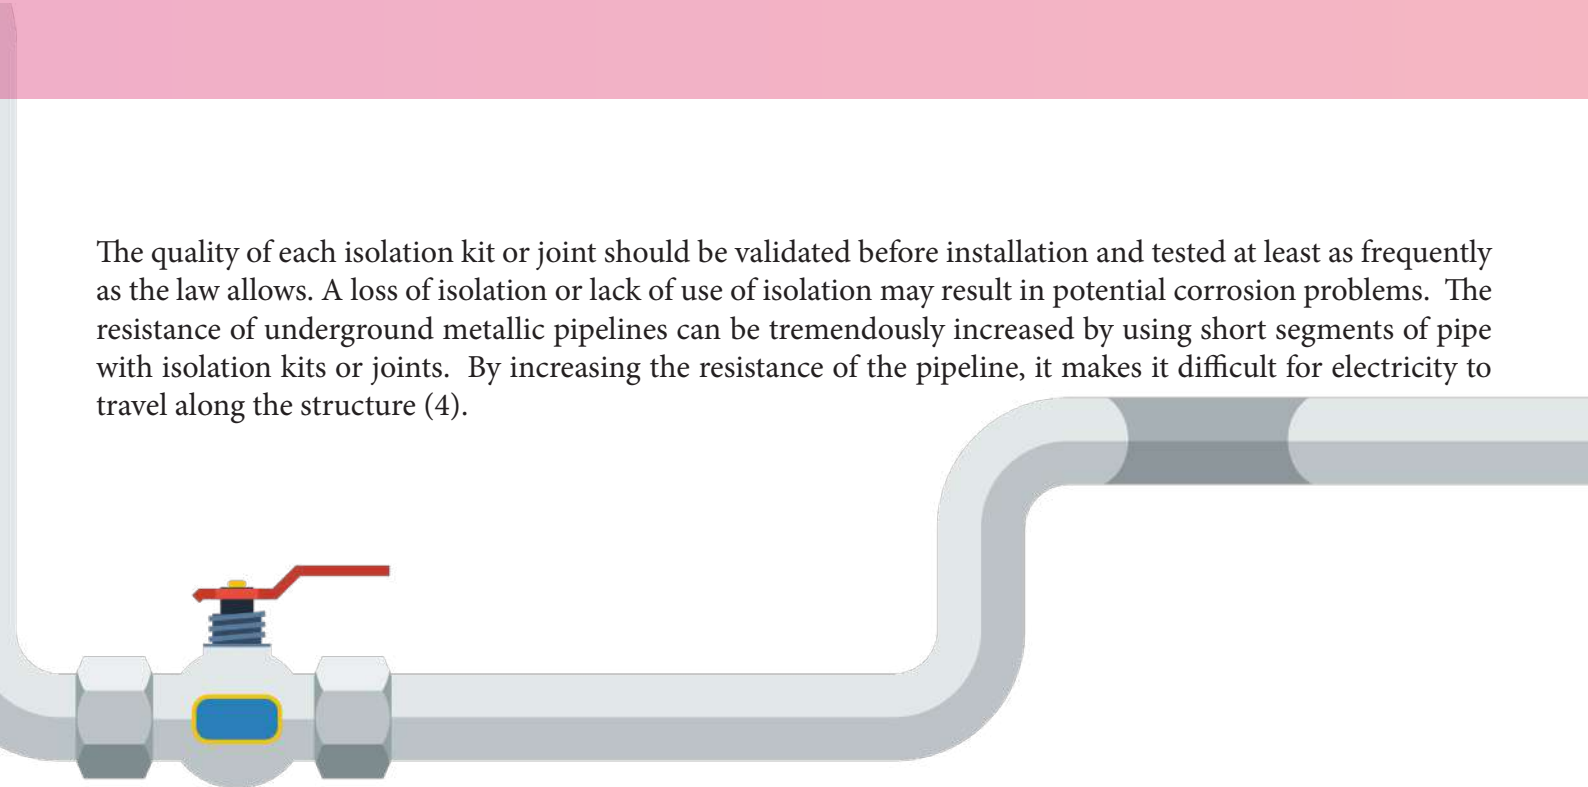 The quality of each isolation kit or joint should be validated before installation and tested at least as frequently
as the law allows. A loss of isolation or lack of use of isolation may result in potential corrosion problems.  The
resistance of underground metallic pipelines can be tremendously increased by using short segments of pipe
with isolation kits or joints.  By increasing the resistance of the pipeline, it makes it difficult for electricity to
travel along the structure (4).